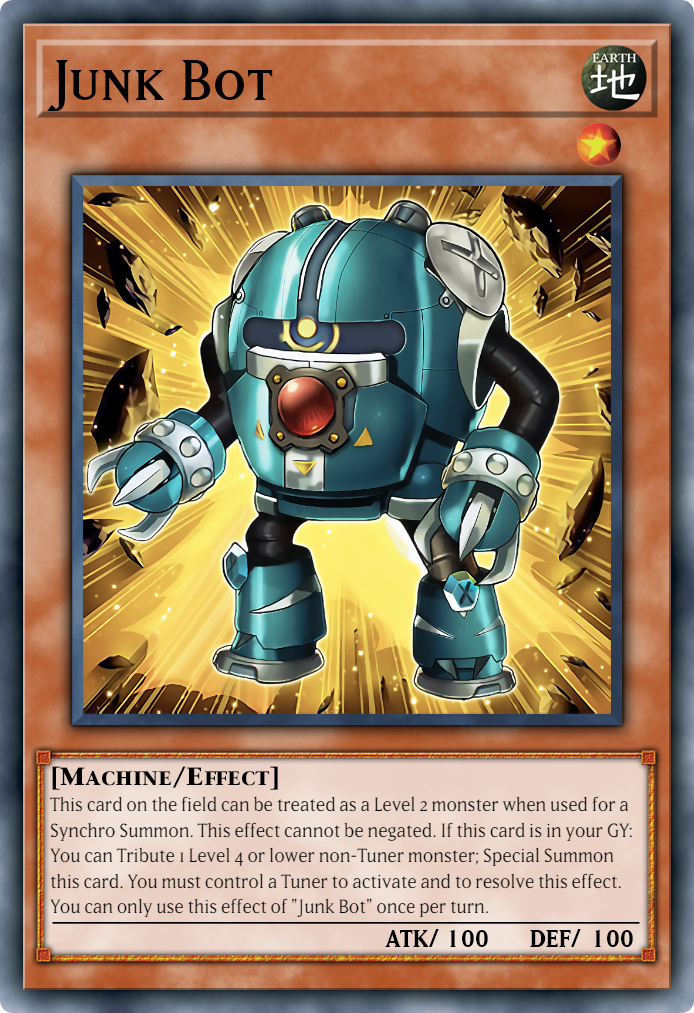 Junk Bot
EARTH
地
[Machine/Effect]
This card on the field can be treated as a Level 2 monster when used for a
Synchro Summon. This effect cannot be negated. If this card is in your GY:
You can Tribute 1 Level 4 or lower non-Tuner monster; Special Summon
this card. You must control a Tuner to activate and to resolve this effect.
You can only use this effect of "Junk Bot" once per turn.
ATK/ 100 DEF/ 100